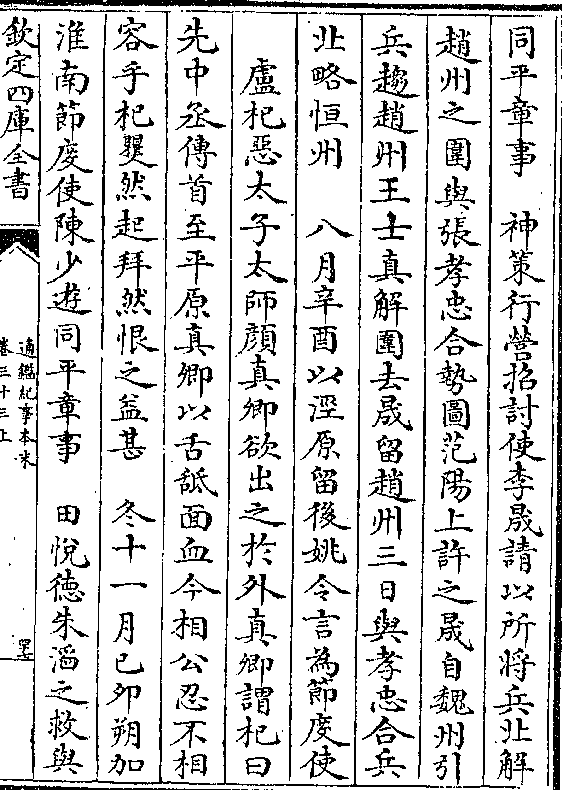 同平章事　神策行營招討使李晟請以所將兵北解
趙州之圍與張孝忠合勢圖范陽上許之晟自魏州引
兵趨趙州王士真解圍去晟留趙州三日與孝忠合兵
北略恒州　八月辛酉以涇原留後姚令言為節度使
盧杞惡太子太師顔真卿欲出之於外真卿謂杞曰
先中丞傳首至平原真卿以舌舐面血今相公忍不相
容乎杞矍然起拜然恨之益甚　冬十一月己卯朔加
淮南節度使陳少遊同平章事　田悅德朱滔之救與
欽定四庫全書
通鑑紀事本末
卷三十三上